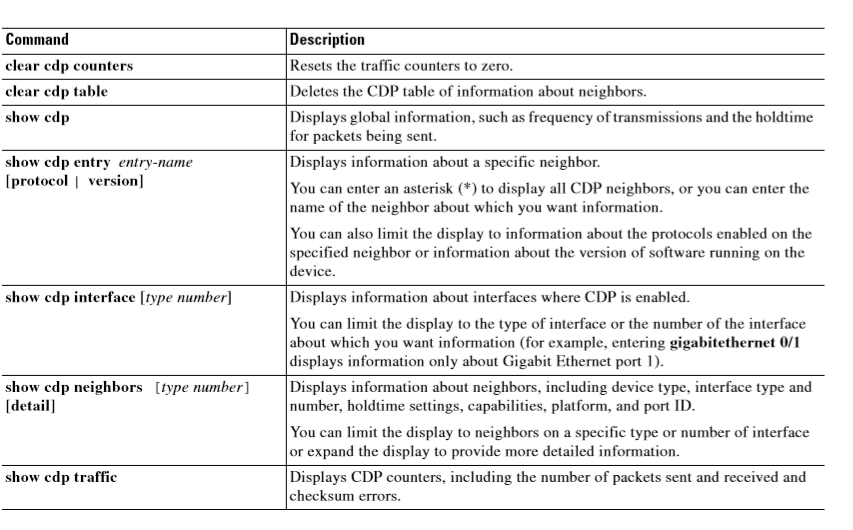 Command Description
clear cdp counters Resets the traffic counters to zero.
clear cdp table Deletes the CDP table of information about neighbors.
show cdp Displays global information, such as frequency of transmissions and the holdtime
for packets being sent.
show cdp entry entry-name Displays information about a specific neighbor.
[protocol | version]
You can enter an asterisk (*) to display all CDP neighbors, or you can enter the
name of the neighbor about which you want information.
You can also limit the display to information about the protocols enabled on the
specified neighbor or information about the version of software running on the
device.
show cdp interface [type number] Displays information about interfaces where CDP is enabled.
You can limit the display to the type of interface or the number of the interface
about which you want information (for example, entering gigabitethernet 0/1
displays information only about Gigabit Ethernet port 1).
show cdp neighbors [type number] Displays information about neighbors, including device type, interface type and
[detail] number, holdtime settings, capabilities, platform, and port ID.
You can limit the display to neighbors on a specific type or number of interface
or expand the display to provide more detailed information.
show cdp traffic Displays CDP counters, including the number of packets sent and received and
checksum errors.